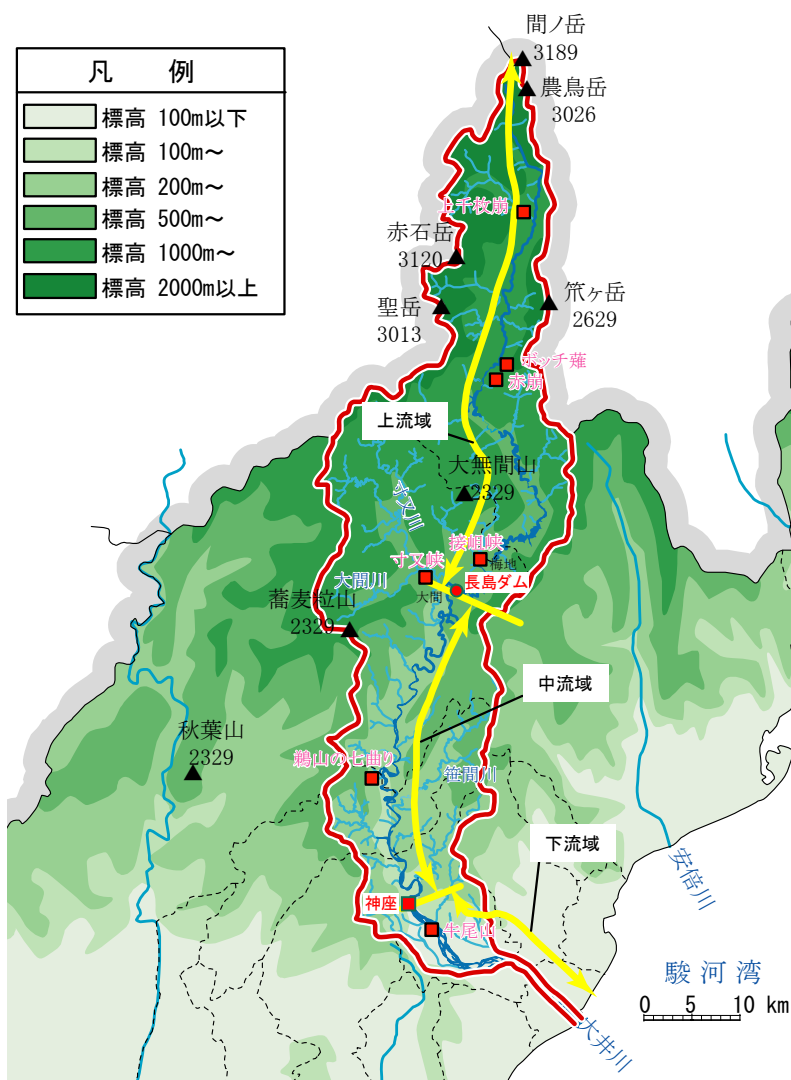 間ノ岳
3189
農鳥岳
3026
凡 例
標高 100m以下
標高 100m～
標高 200m～
標高 500m～
標高 1000m～
標高 2000m以上
上千枚崩
赤石岳
3120
聖岳
3013
笊ヶ岳
2629
ボッチ薙
赤崩
上流域
大無間山
2329
寸又川
接岨峡
梅地
寸又峡
大間川
大間
長島ダム
蕎麦粒山
2329
中流域
秋葉山
2329
鵜山の七曲り
笹間川
下流域
安倍川
神座
牛尾山
駿河湾
0 5 10 km
大井川